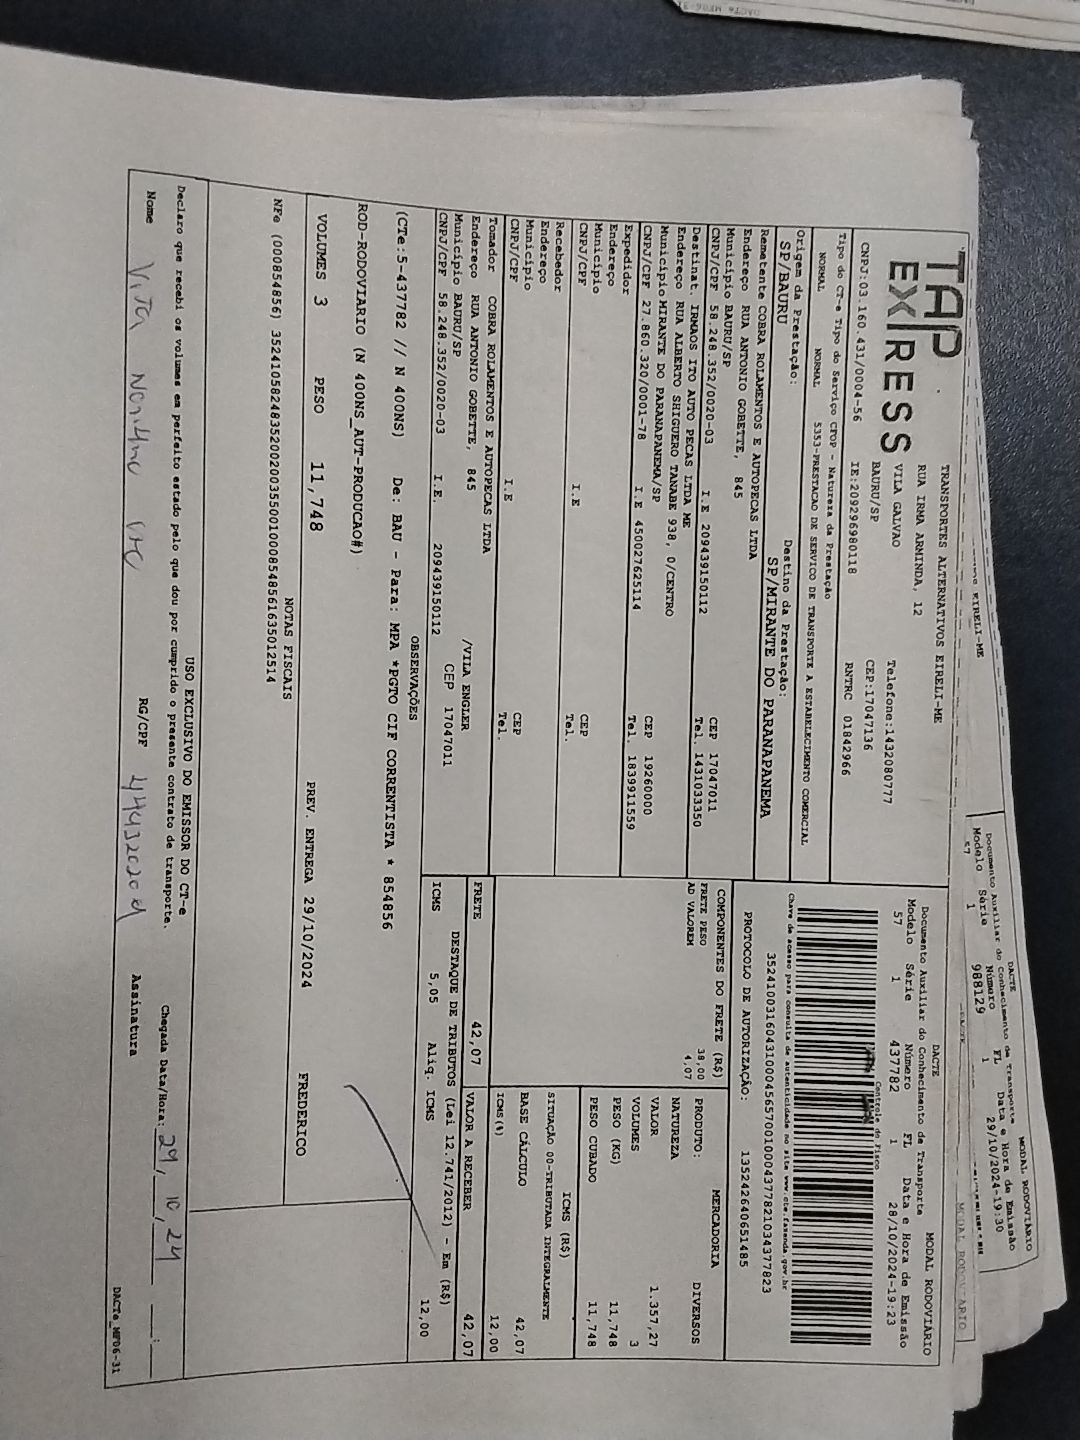 TAP EXPRESS
TRANSPORTES ALTERNATIVOS EIRELI-ME
RUA IRMA ARMINDA, 12
VILA GALVAO
BAURU/SP
Telefone:1432080777
CEP:17047136
CNPJ:03.160.431/0004-56 IE:209296980118 RNTRC 01842966
Tipo do CT-e Tipo do Serviço CFOP - Natureza da Prestação
NORMAL NORMAL 5353-PRESTACAO DE SERVICO DE TRANSPORTE A ESTABELECIMENTO COMERCIAL
Origem da Prestação: Destino da Prestação:
SP/BAURU SP/MIRANTE DO PARANAPANEMA
Remetente COBRA ROLAMENTOS E AUTOPECAS LTDA
Endereço RUA ANTONIO GOBETTE, 845
Município BAURU/SP CEP 17047011
CNPJ/CPF 58.248.352/0020-03 I.E 209439150112 Tel. 1431033350
Destinat. IRMAOS ITO AUTO PECAS LTDA ME
Endereço RUA ALBERTO SHIGUERO TANABE 938, 0/CENTRO
Município MIRANTE DO PARANAPANEMA/SP CEP 19260000
CNPJ/CPF 27.860.320/0001-78 I.E 450027625114 Tel. 1839911559
Expedidor
Endereço
Município CEP
CNPJ/CPF I.E Tel.
Recebedor
Endereço
Município CEP
CNPJ/CPF I.E Tel.
Tomador COBRA ROLAMENTOS E AUTOPECAS LTDA
Endereço RUA ANTONIO GOBETTE, 845 /VILA ENGLER
Município BAURU/SP CEP 17047011
CNPJ/CPF 58.248.352/0020-03 I.E. 209439150112
DACTE MODAL RODOVIÁRIO
Documento Auxiliar do Conhecimento de Transporte
Modelo Série Número FL Data e Hora de Emissão
57 1 437782 1 28/10/2024-19:23
Controle do Fisco
Chave de acesso para consulta de autenticidade no site www.cte.fazenda.gov.br
35241003160431000456570010004377821034377823
PROTOCOLO DE AUTORIZAÇÃO: 135242640651485
COMPONENTES DO FRETE (R$)
FRETE PESO 38,00
AD VALOREM 4,07
FRETE 42,07
MERCADORIA
PRODUTO: DIVERSOS
NATUREZA
VALOR 1.357,27
VOLUMES 3
PESO (KG) 11,748
PESO CUBADO 11,748
ICMS (R$)
SITUAÇÃO 00-TRIBUTADA INTEGRALMENTE
BASE CÁLCULO 42,07
ICMS(%) 12,00
VALOR A RECEBER 42,07
DESTAQUE DE TRIBUTOS (Lei 12.741/2012) - Em (R$)
ICMS 5,05 Aliq. ICMS 12,00
OBSERVAÇÕES
(CTe:5-437782 // N 400NS) De: BAU - Para: MPA *PGTO CIF CORRENTISTA * 854856
ROD-RODOVIARIO (N 400NS_AUT-PRODUCAO#)
VOLUMES 3 PESO 11,748 PREV. ENTREGA 29/10/2024 FREDERICO
NOTAS FISCAIS
NFe (000854856) 35241058248352002003550010008548561635012514
USO EXCLUSIVO DO EMISSOR DO CT-e
Declaro que recebi os volumes em perfeito estado pelo que dou por cumprido o presente contrato de transporte. Chegada Data/Hora: 29, 10, 24 :
Nome RG/CPF Assinatura
DACTe_MF06-31
EIRELI-ME
DACTE MODAL RODOVIÁRIO
Documento Auxiliar do Conhecimento de Transporte
Modelo Série Número FL Data e Hora de Emissão
57 1 988129 1 29/10/2024-19:30
MODAL RODOVIÁRIO